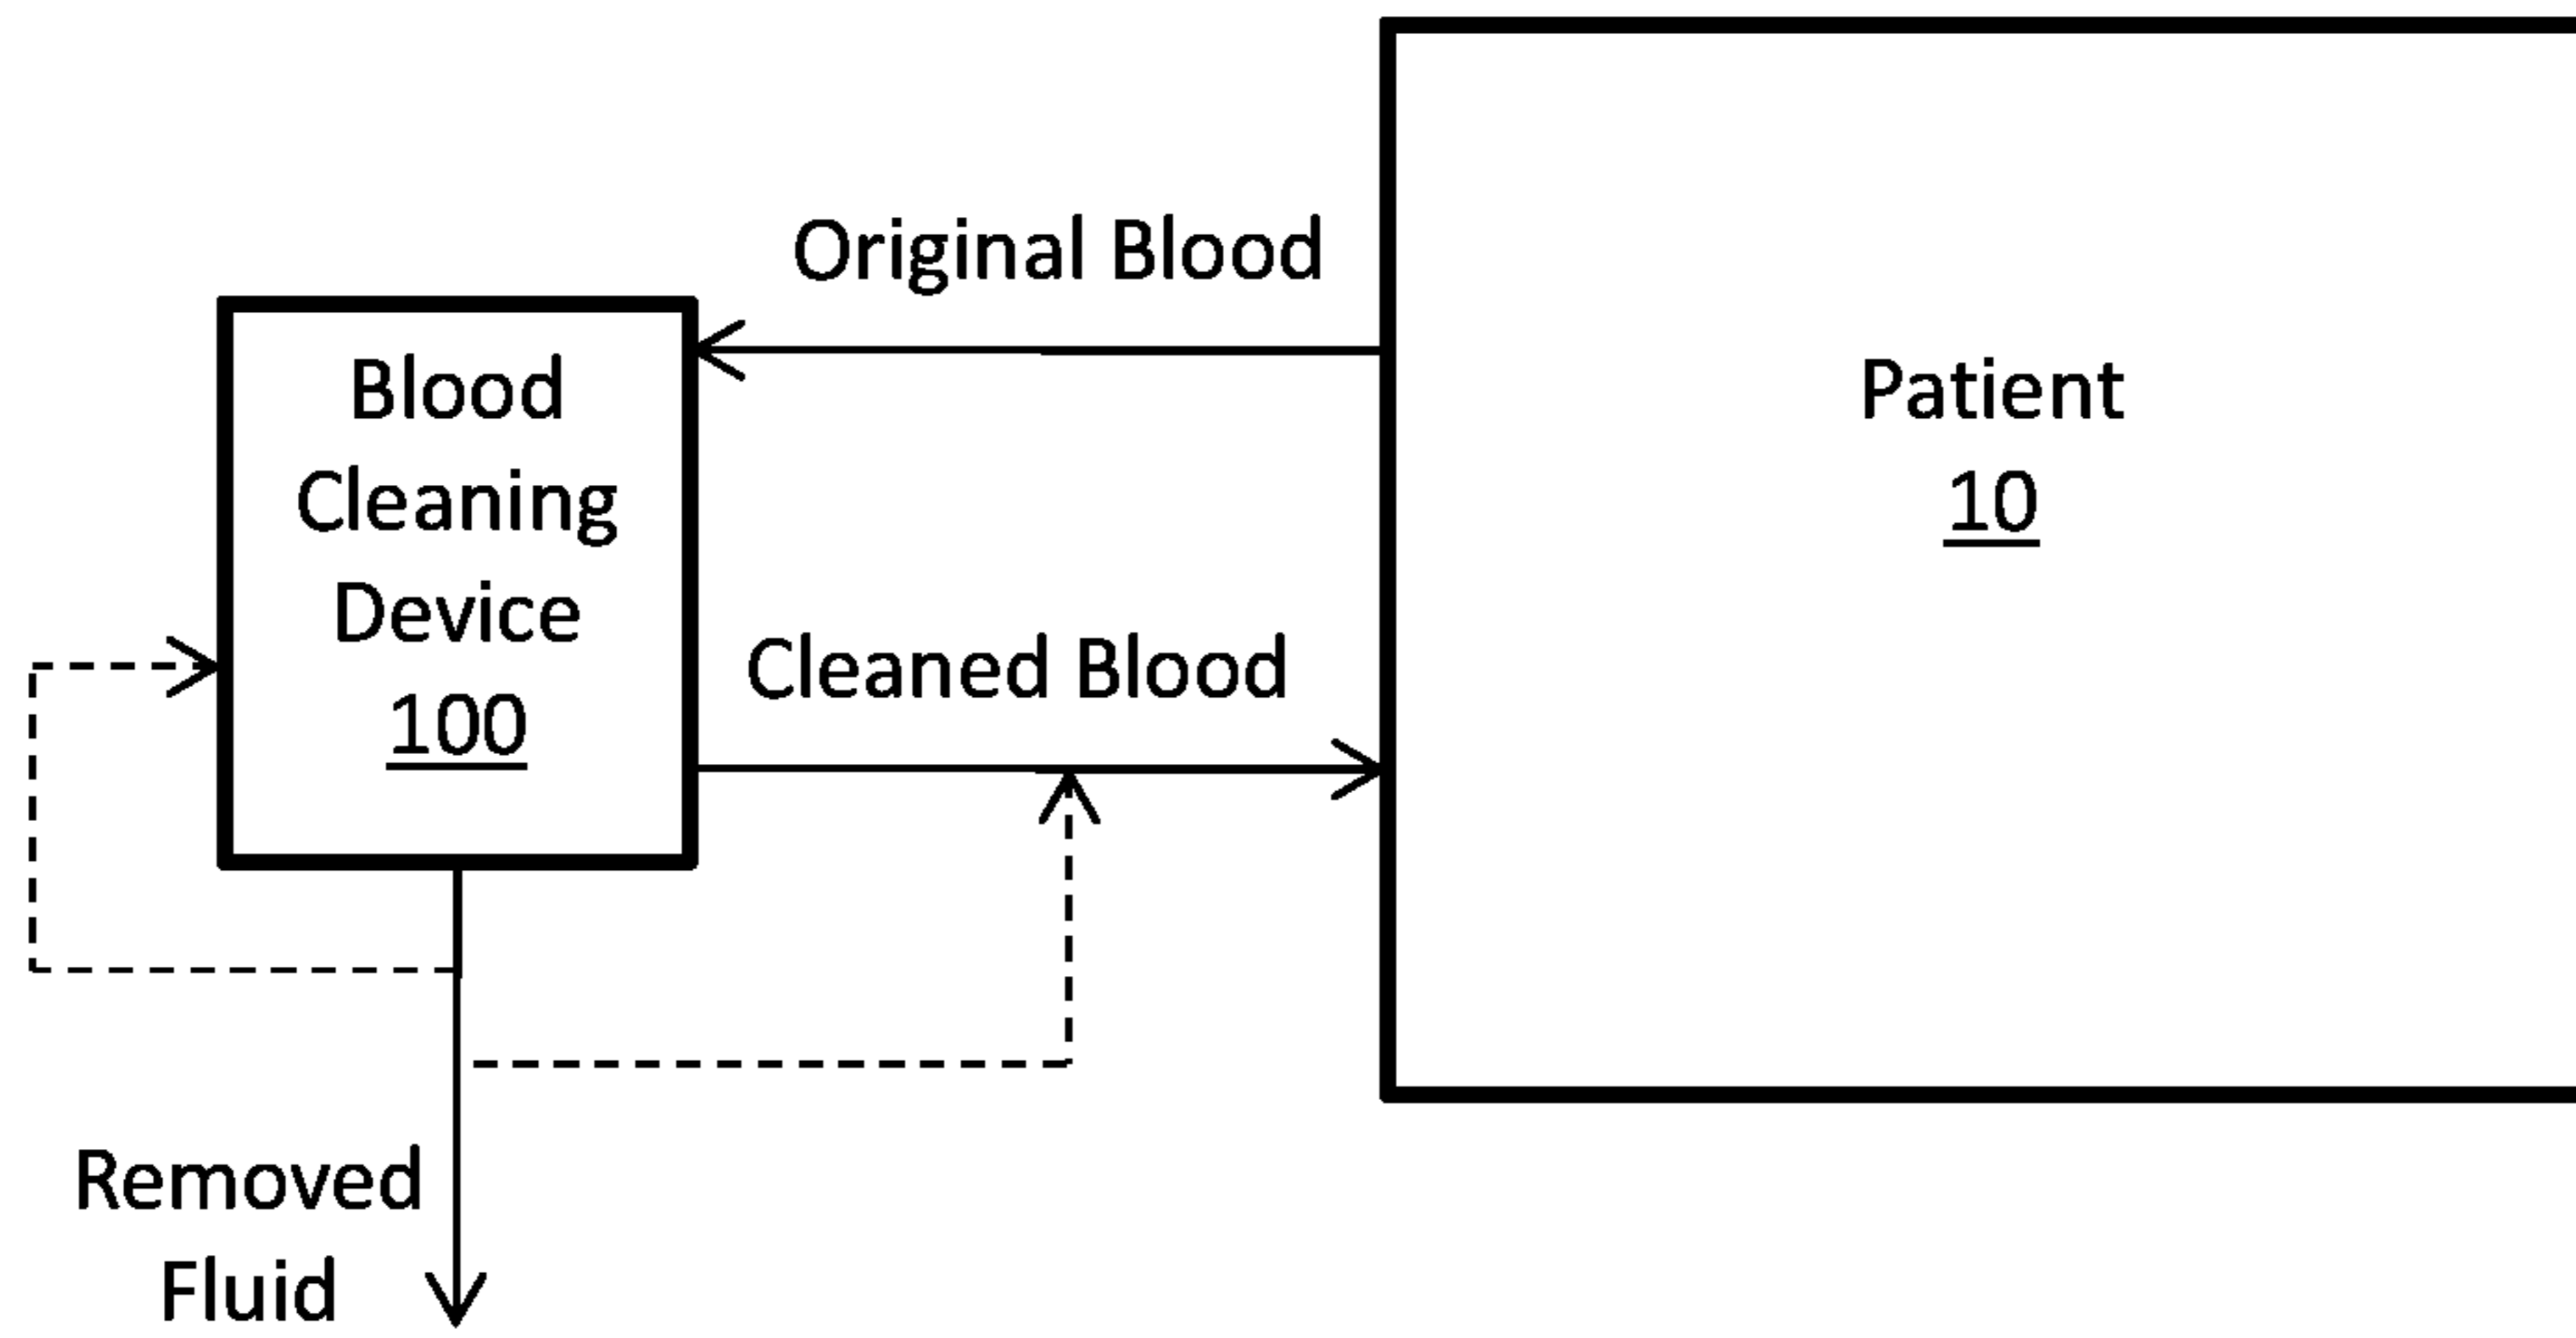 Original Blood
Blood
Cleaning
Device
100
Patient
10
Cleaned Blood
Removed
Fluid